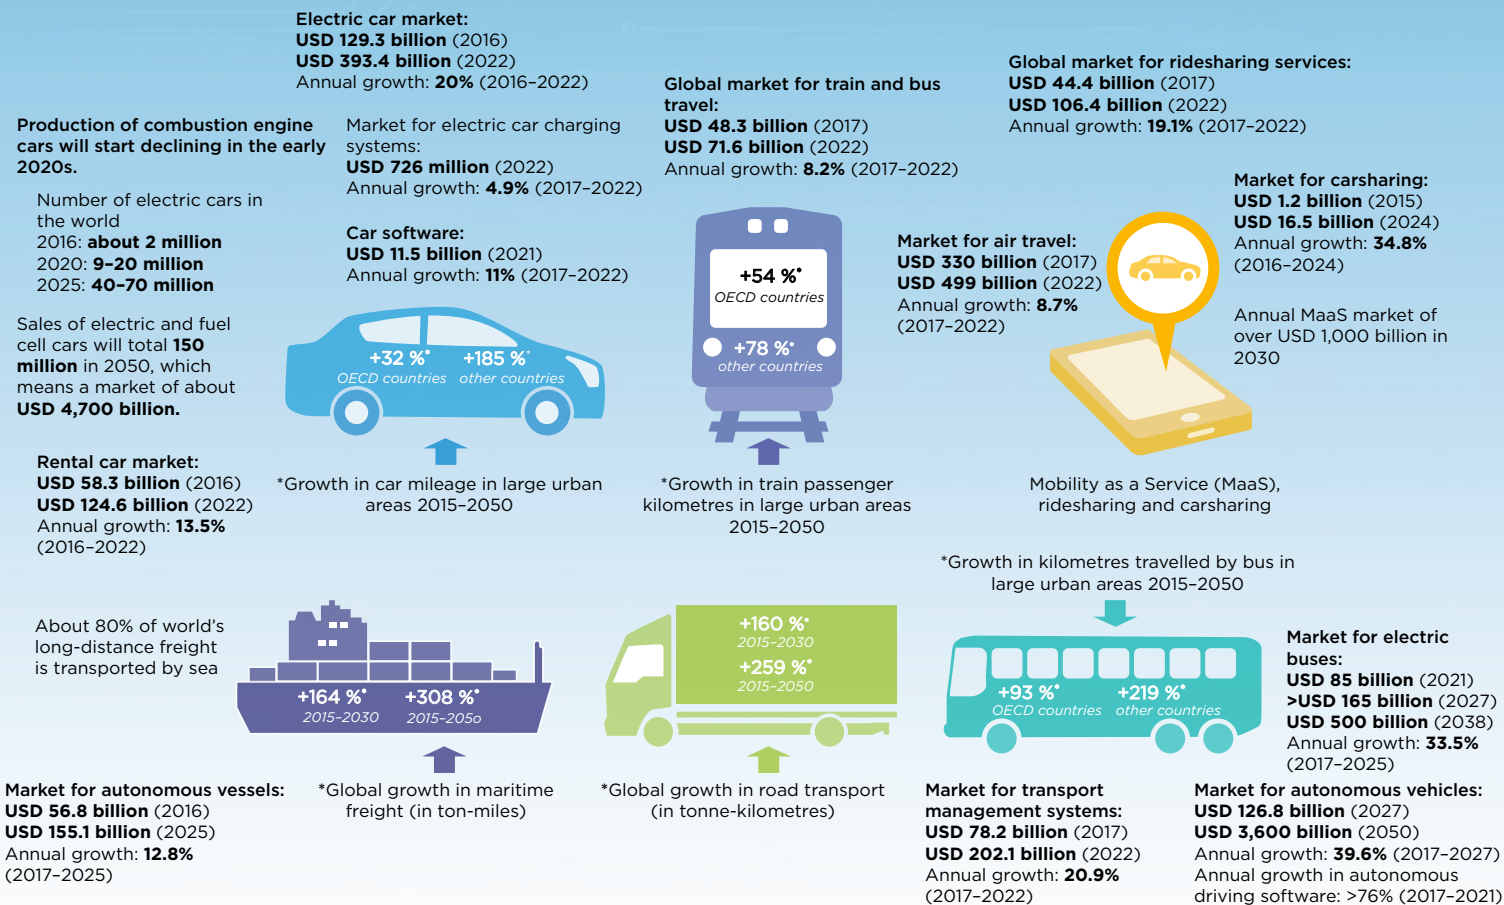 Electric car market:
USD 129.3 billion (2016)
USD 393.4 billion (2022)
Annual growth: 20% (2016–2022)
Global market for ridesharing services:
USD 44.4 billion (2017)
USD 106.4 billion (2022)
Annual growth: 19.1% (2017–2022)
Global market for train and bus
travel:
USD 48.3 billion (2017)
USD 71.6 billion (2022)
Annual growth: 8.2% (2017–2022)
Production of combustion engine
cars will start declining in the early
2020s.
Number of electric cars in
the world
2016: about 2 million
2020: 9–20 million
2025: 40–70 million
Sales of electric and fuel
cell cars will total 150
million in 2050, which
means a market of about
USD 4,700 billion.
Market for electric car charging
systems:
USD 726 million (2022)
Annual growth: 4.9% (2017–2022)
Car software:
USD 11.5 billion (2021)
Annual growth: 11% (2017–2022)
+32 %* +185 %*
OECD countries other countries
*Growth in car mileage in large urban
areas 2015–2050
+54 %*
OECD countries
+78 %*
other countries
*Growth in train passenger
kilometres in large urban areas
2015–2050
Market for air travel:
USD 330 billion (2017)
USD 499 billion (2022)
Annual growth: 8.7%
(2017–2022)
Market for carsharing:
USD 1.2 billion (2015)
USD 16.5 billion (2024)
Annual growth: 34.8%
(2016–2024)
Annual MaaS market of
over USD 1,000 billion in
2030
Mobility as a Service (MaaS),
ridesharing and carsharing
Rental car market:
USD 58.3 billion (2016)
USD 124.6 billion (2022)
Annual growth: 13.5%
(2016–2022)
About 80% of world's
long-distance freight
is transported by sea
+164 %* +308 %*
2015–2030 2015–205o
*Global growth in maritime
freight (in ton-miles)
Market for autonomous vessels:
USD 56.8 billion (2016)
USD 155.1 billion (2025)
Annual growth: 12.8%
(2017–2025)
+160 %*
2015–2030
+259 %*
2015–2050
*Global growth in road transport
(in tonne-kilometres)
*Growth in kilometres travelled by bus in
large urban areas 2015–2050
+93 %* +219 %*
OECD countries other countries
Market for electric
buses:
USD 85 billion (2021)
>USD 165 billion (2027)
USD 500 billion (2038)
Annual growth: 33.5%
(2017–2025)
Market for transport
management systems:
USD 78.2 billion (2017)
USD 202.1 billion (2022)
Annual growth: 20.9%
(2017–2022)
Market for autonomous vehicles:
USD 126.8 billion (2027)
USD 3,600 billion (2050)
Annual growth: 39.6% (2017–2027)
Annual growth in autonomous
driving software: >76% (2017–2021)